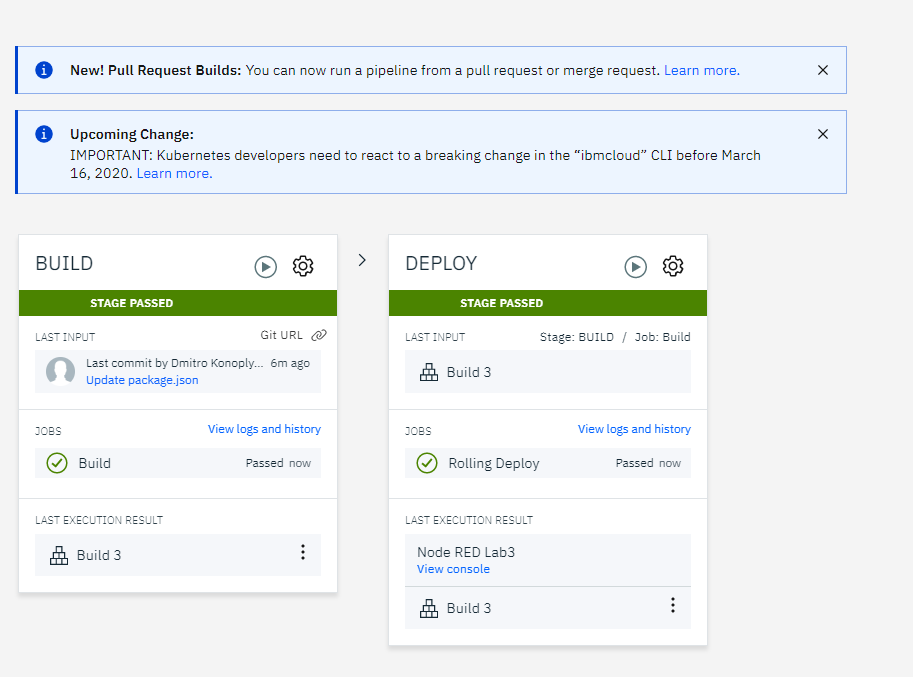 New! Pull Request Builds: You can now run a pipeline from a pull request or merge request. Learn more.
Upcoming Change:
IMPORTANT: Kubernetes developers need to react to a breaking change in the “ibmcloud” CLI before March
16, 2020. Learn more.
BUILD
STAGE PASSED
LAST INPUT Git URL
Last commit by Dmitro Konoply... 6m ago
Update package.json
JOBS View logs and history
Build Passed now
LAST EXECUTION RESULT
Build 3
DEPLOY
STAGE PASSED
LAST INPUT Stage: BUILD / Job: Build
Build 3
JOBS View logs and history
Rolling Deploy Passed now
LAST EXECUTION RESULT
Node RED Lab3
View console
Build 3